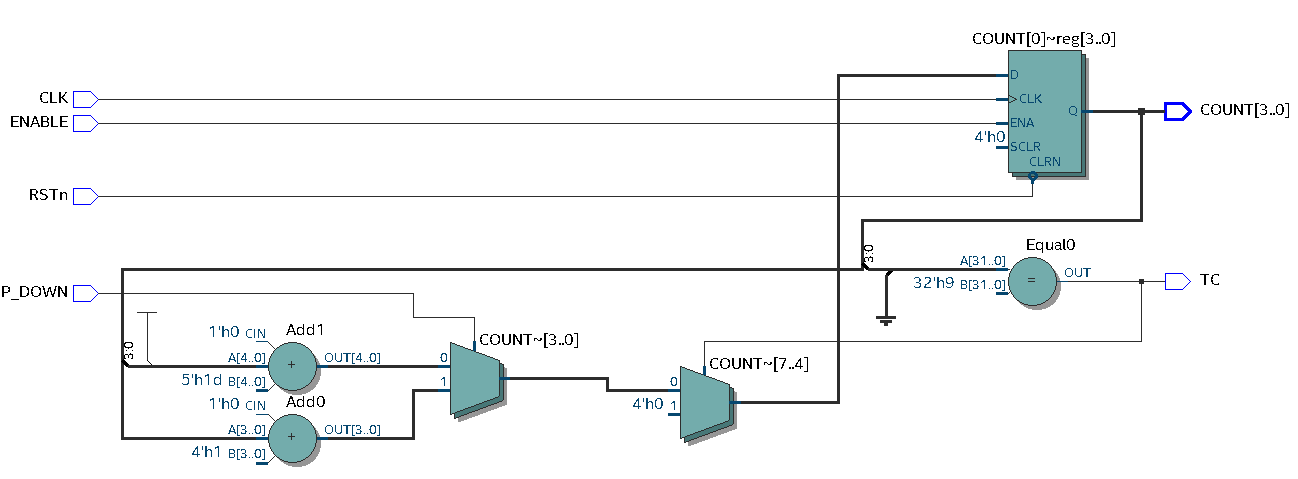 COUNT[0]~reg[3..0]
D
CLK
CLK
Q
COUNT[3..0]
ENABLE
ENA
4'h0
SCLR
CLRN
RSTn
3:0
Equal0
A[31..0]
OUT
32'h9 B[31..0]
=
TC
P_DOWN
1'h0 CIN
Add1
COUNT~[3..0]
3:0
A[4..0]
+
OUT[4..0]
0
COUNT~[7..4]
5'h1d B[4..0]
1
0
1'h0 CIN
Add0
4'h0 1
A[3..0]
+
OUT[3..0]
4'h1 B[3..0]